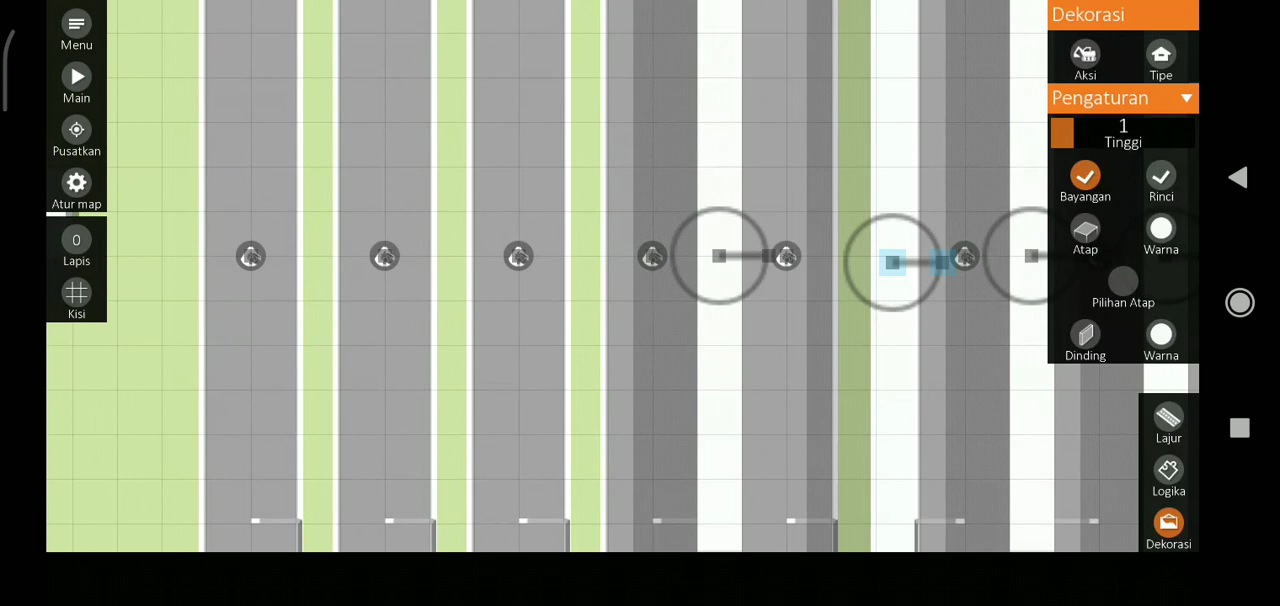 Menu
Main
Pusatkan
Atur map
0
Lapis
Kisi
Dekorasi
Aksi
Tipe
Pengaturan
1
Tinggi
Bayangan
Rinci
Atap
Warna
Pilihan Atap
Dinding
Warna
Lajur
Logika
Dekorasi